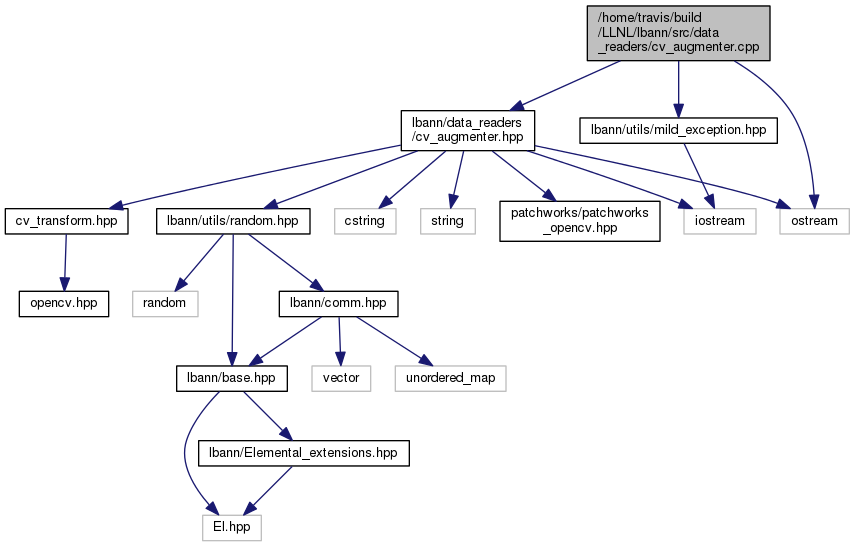 /home/travis/build
/LLNL/lbann/src/data
_readers/cv_augmenter.cpp
lbann/data_readers
/cv_augmenter.hpp
lbann/utils/mild_exception.hpp
cv_transform.hpp
lbann/utils/random.hpp
cstring
string
patchworks/patchworks
_opencv.hpp
iostream
ostream
opencv.hpp
random
lbann/comm.hpp
lbann/base.hpp
vector
unordered_map
lbann/Elemental_extensions.hpp
El.hpp